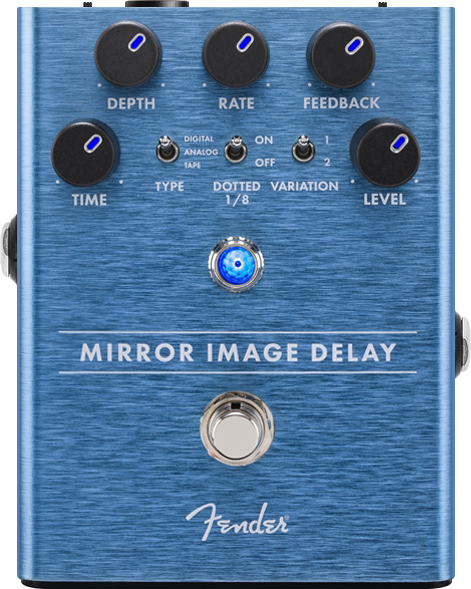 DEPTH RATE FEEDBACK
DIGITAL ON 1
ANALOG
TAPE OFF 2
TIME TYPE DOTTED VARIATION LEVEL
1/8
MIRROR IMAGE DELAY
Fender®